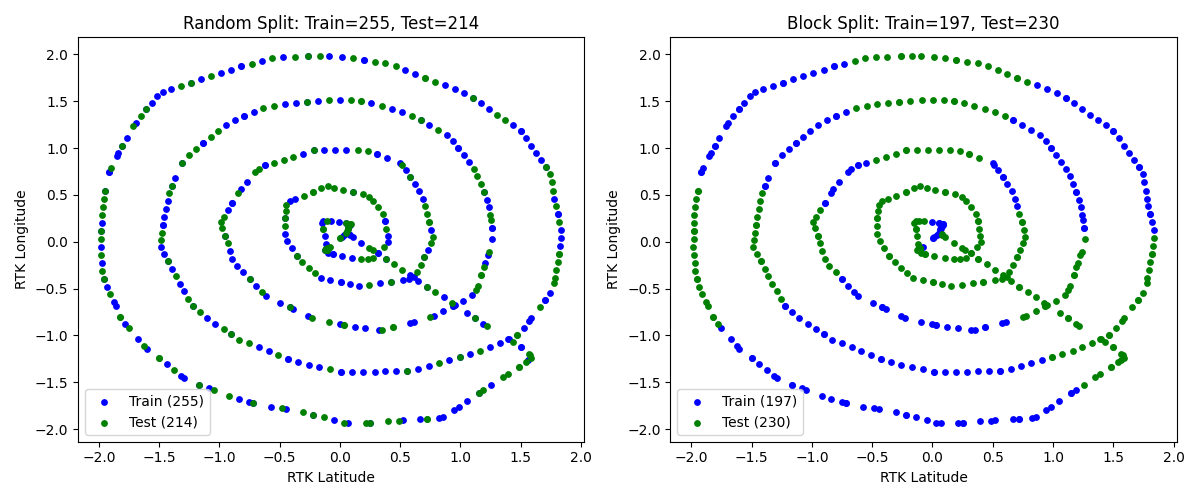 Random Split: Train=255, Test=214
2.0
1.5
1.0
0.5
0.0
−0.5
−1.0
−1.5
−2.0
RTK Longitude
Train (255)
Test (214)
−2.0 −1.5 −1.0 −0.5 0.0 0.5 1.0 1.5 2.0
RTK Latitude
Block Split: Train=197, Test=230
2.0
1.5
1.0
0.5
0.0
−0.5
−1.0
−1.5
−2.0
RTK Longitude
Train (197)
Test (230)
−2.0 −1.5 −1.0 −0.5 0.0 0.5 1.0 1.5 2.0
RTK Latitude